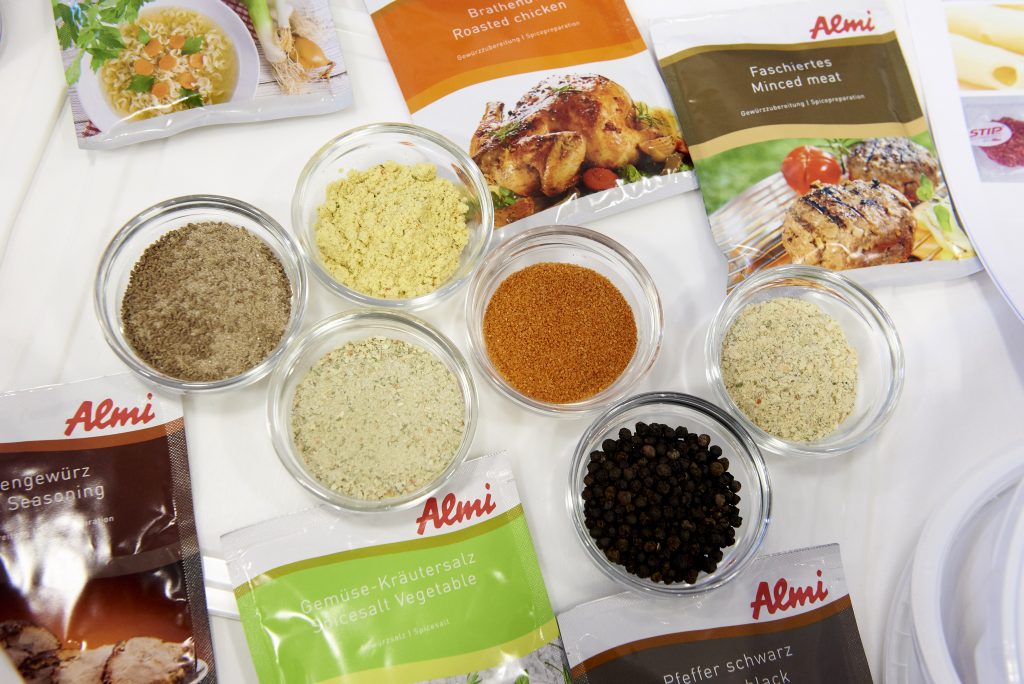 Brathend
Roasted chicken
Gewürzzubereitung | Spicepreparation
Almi
Faschiertes
Minced meat
Gewürzzubereitung | Spicepreparation
STIP
Almi
engewürz
Seasoning
Almi
Gemüse-Kräutersalz
Spicesalt Vegetable
Gewürzsalz | Spicesalt
Almi
Pfeffer schwarz
black